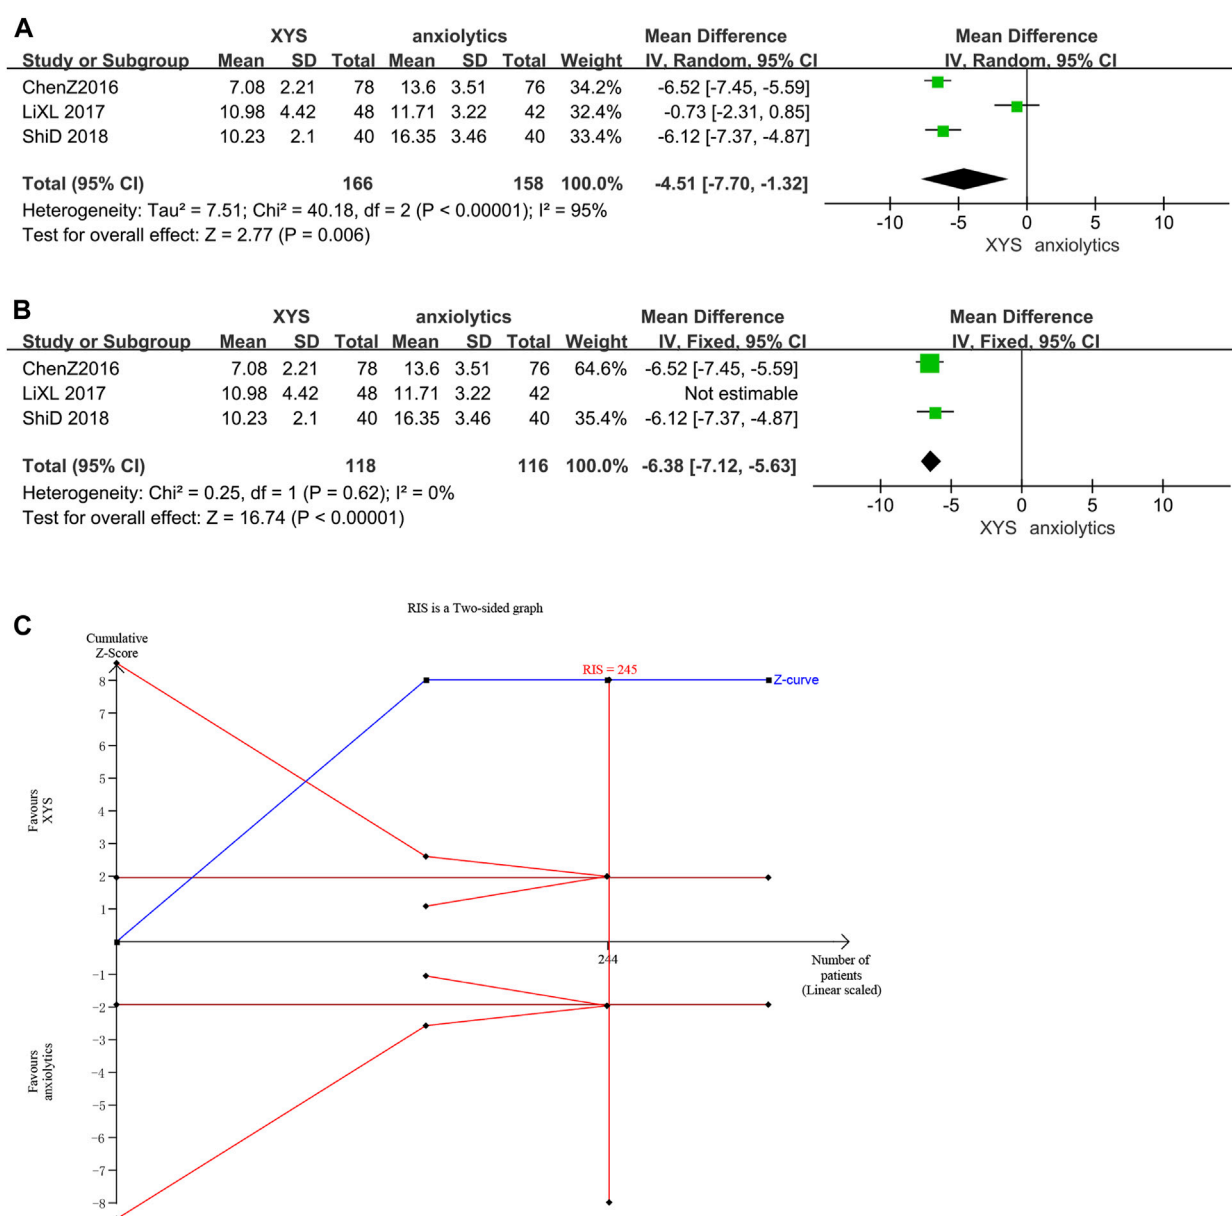 A
XYS anxiolytics Mean Difference Mean Difference
Study or Subgroup Mean SD Total Mean SD Total Weight IV, Random, 95% CI IV, Random, 95% CI
ChenZ2016 7.08 2.21 78 13.6 3.51 76 34.2% -6.52 [-7.45, -5.59]
LiXL 2017 10.98 4.42 48 11.71 3.22 42 32.4% -0.73 [-2.31, 0.85]
ShiD 2018 10.23 2.1 40 16.35 3.46 40 33.4% -6.12 [-7.37, -4.87]
Total (95% CI) 166 158 100.0% -4.51 [-7.70, -1.32]
Heterogeneity: Tau² = 7.51; Chi² = 40.18, df = 2 (P < 0.00001); I² = 95%
Test for overall effect: Z = 2.77 (P = 0.006)
-10 -5 0 5 10
XYS anxiolytics
B
XYS anxiolytics Mean Difference Mean Difference
Study or Subgroup Mean SD Total Mean SD Total Weight IV, Fixed, 95% CI IV, Fixed, 95% CI
ChenZ2016 7.08 2.21 78 13.6 3.51 76 64.6% -6.52 [-7.45, -5.59]
LiXL 2017 10.98 4.42 48 11.71 3.22 42 Not estimable
ShiD 2018 10.23 2.1 40 16.35 3.46 40 35.4% -6.12 [-7.37, -4.87]
Total (95% CI) 118 116 100.0% -6.38 [-7.12, -5.63]
Heterogeneity: Chi² = 0.25, df = 1 (P = 0.62); I² = 0%
Test for overall effect: Z = 16.74 (P < 0.00001)
-10 -5 0 5 10
XYS anxiolytics
C
RIS is a Two-sided graph
Cumulative
Z-Score
RIS = 245
Z-curve
8
7
6
5
4
3
2
1
-1
-2
-3
-4
-5
-6
-7
-8
Favours
XYS
Favours
anxiolytics
244
Number of
patients
(Linear scaled)